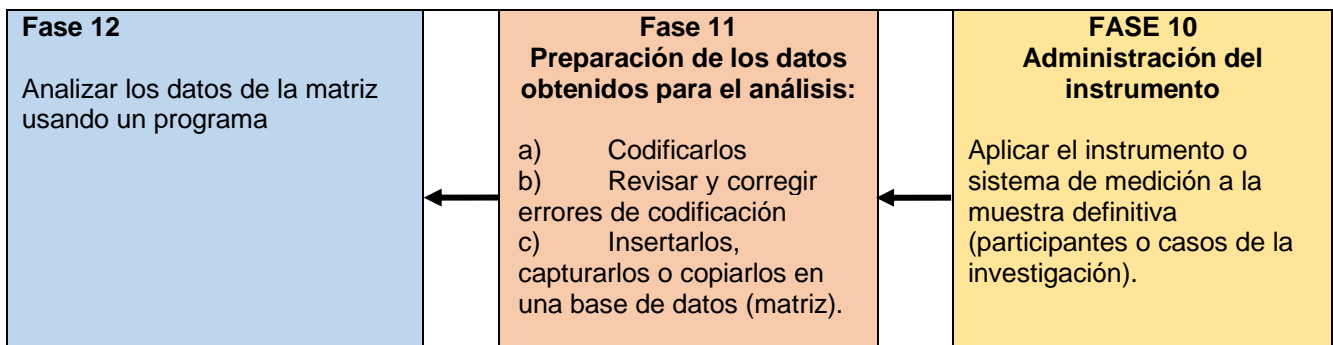 Fase 12
Analizar los datos de la matriz
usando un programa
Fase 11
Preparación de los datos
obtenidos para el análisis:
a) Codificarlos
b) Revisar y corregir
errores de codificación
c) Insertarlos,
capturarlos o copiarlos en
una base de datos (matriz).
FASE 10
Administración del
instrumento
Aplicar el instrumento o
sistema de medición a la
muestra definitiva
(participantes o casos de la
investigación).